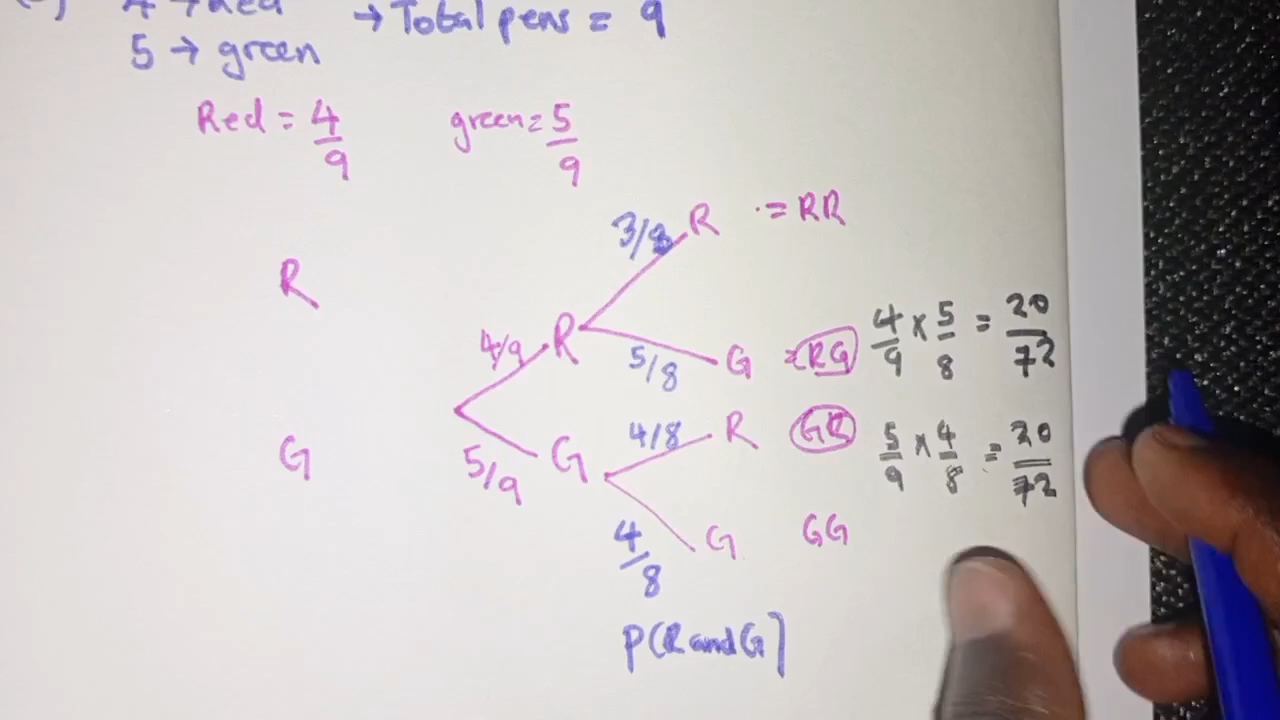 4 → Red → Total pens = 9
5 → green
Red = 4/9 green = 5/9
3/8 R = RR
R
4/9 R 5/8 G = RG 4/9 × 5/8 = 20/72
5/9 G 4/8 R GR 5/9 × 4/8 = 20/72
G
4/8 G GG
P(R and G)